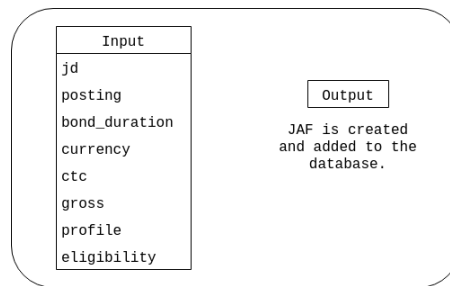 Input
jd
posting
bond_duration
currency
ctc
gross
profile
eligibility
Output
JAF is created
and added to the
database.